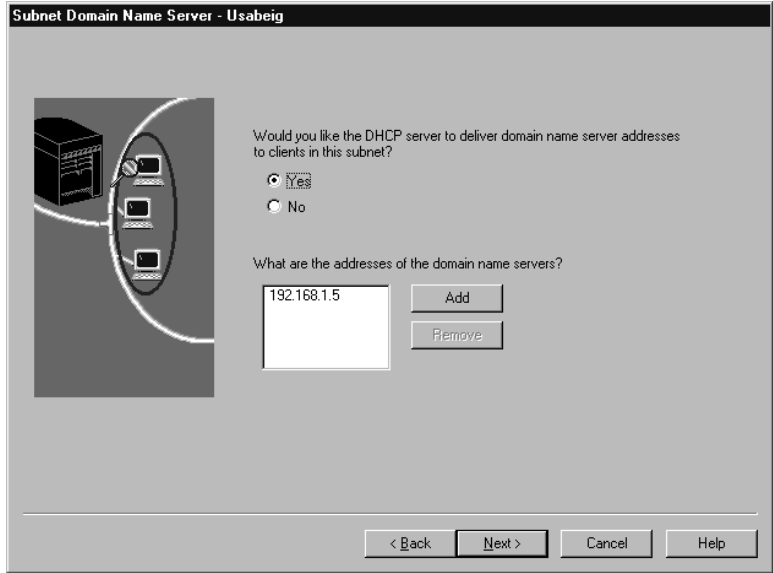 Subnet Domain Name Server - Usabeig
Would you like the DHCP server to deliver domain name server addresses
to clients in this subnet?
Yes
No
What are the addresses of the domain name servers?
192.168.1.5
Add
Remove
< Back
Next >
Cancel
Help